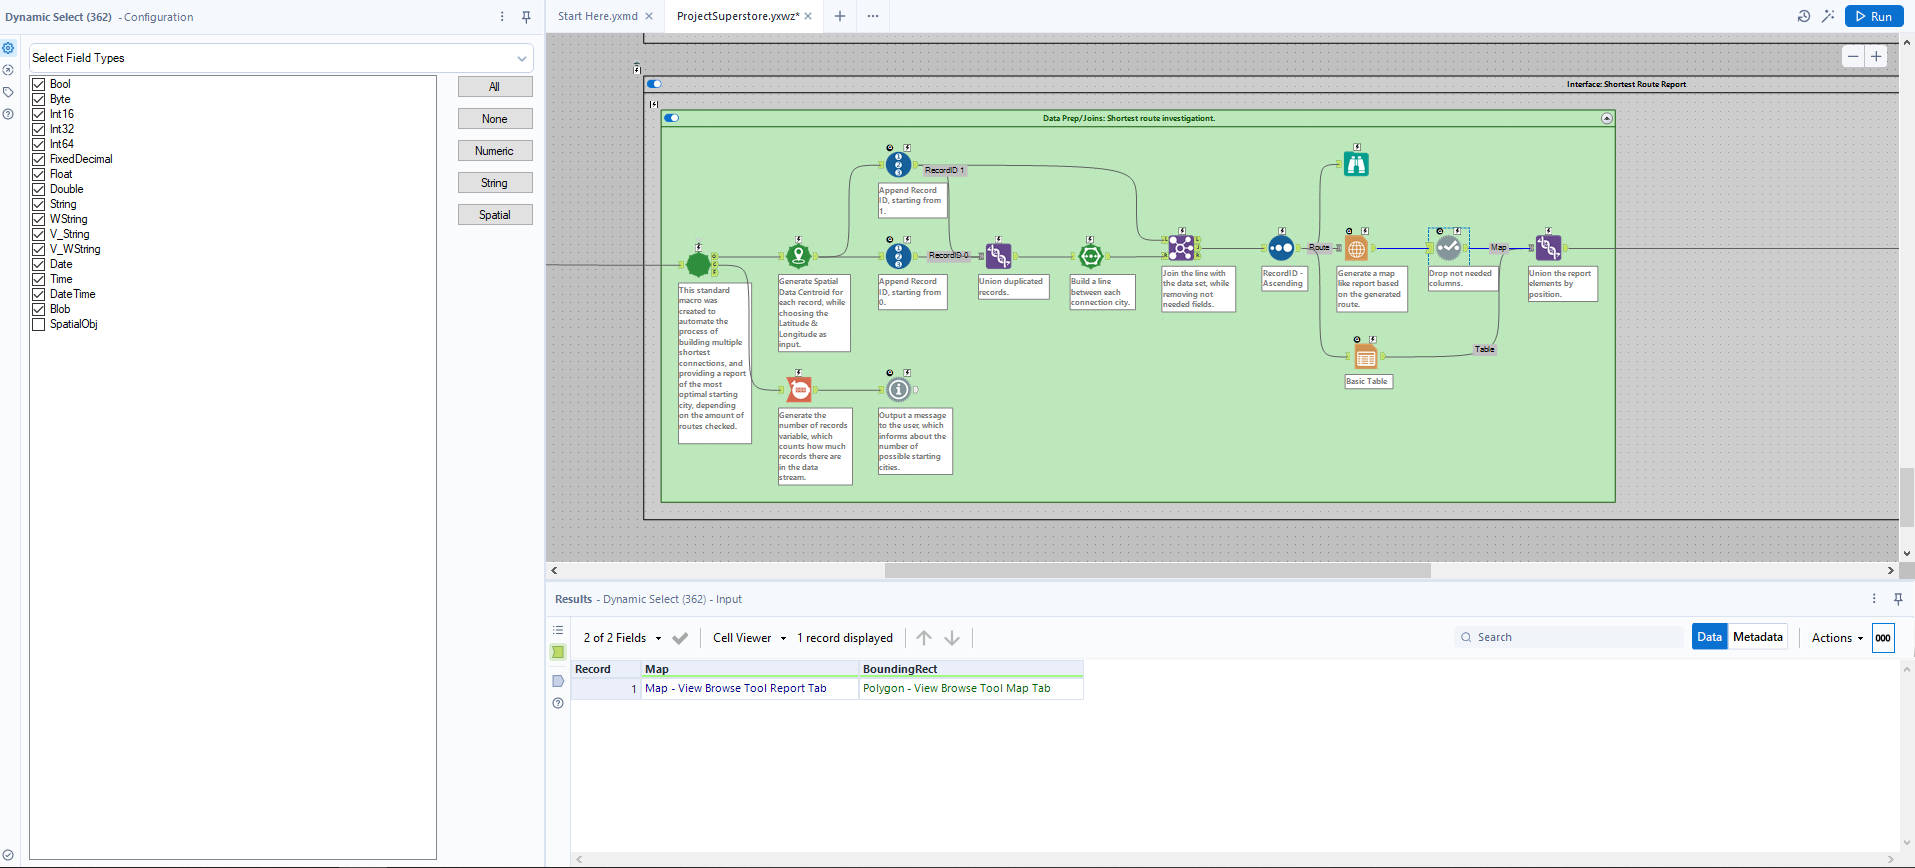 Dynamic Select (362) - Configuration
Start Here.yxmd
ProjectSuperstore.yxwz*
Run
Select Field Types
Bool
Byte
Int16
Int32
Int64
FixedDecimal
Float
Double
String
WString
V_String
V_WString
Date
Time
DateTime
Blob
SpatialObj
All
None
Numeric
String
Spatial
Interface: Shortest Route Report
Data Prep/Joins: Shortest route investigationt.
RecordID 1
Append Record
ID, starting from
1.
RecordID 0
Route
Map
Table
This standard
macro was
created to
automate the
process of
building multiple
shortest
connections, and
providing a report
of the most
optimal starting
city, depending
on the amount of
routes checked.
Generate Spatial
Data Centroid for
each record, while
choosing the
Latitude &
Longitude as
input.
Append Record
ID, starting from
0.
Union duplicated
records.
Build a line
between each
connection city.
Join the line with
the data set, while
removing not
needed fields.
RecordID -
Ascending
Generate a map
like report based
on the generated
route.
Drop not needed
columns.
Union the report
elements by
position.
Basic Table
Generate the
number of records
variable, which
counts how much
records there are
in the data
stream.
Output a message
to the user, which
informs about the
number of
possible starting
cities.
Results - Dynamic Select (362) - Input
2 of 2 Fields
Cell Viewer
1 record displayed
Search
Data
Metadata
Actions
000
Record
Map
BoundingRect
1
Map - View Browse Tool Report Tab
Polygon - View Browse Tool Map Tab